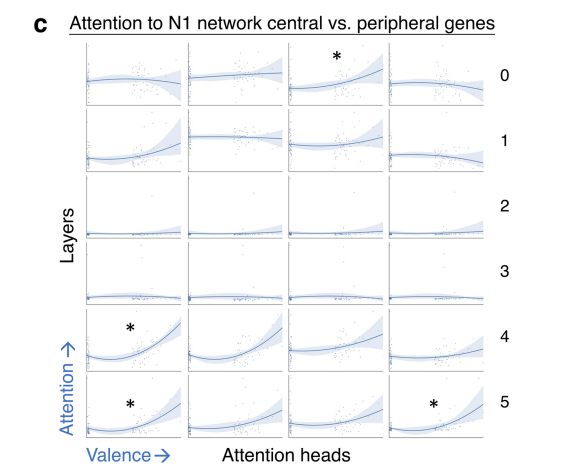 c Attention to N1 network central vs. peripheral genes
*
0
1
2
3
*
4
* *
5
Layers
Attention →
Valence →
Attention heads